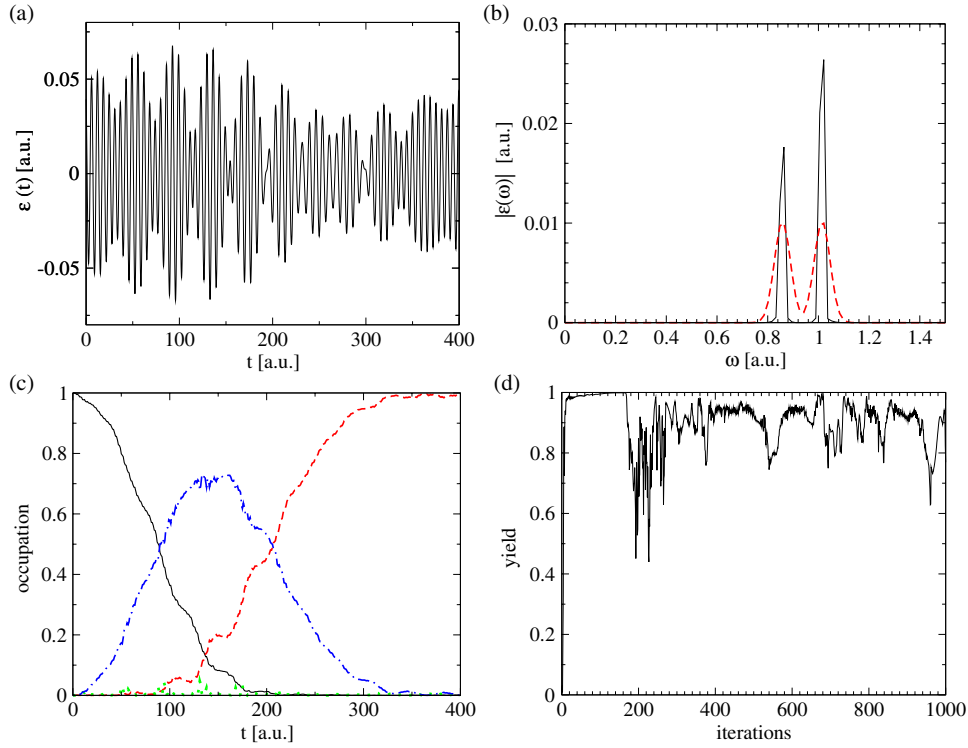 (a)
0.05
0
-0.05
ε (t) [a.u.]
0 100 200 300 400
t [a.u.]
(b)
0.03
0.02
0.01
0
|ε(ω)| [a.u.]
0 0.2 0.4 0.6 0.8 1 1.2 1.4
ω [a.u.]
(c)
1
0.8
0.6
0.4
0.2
0
occupation
0 100 200 300 400
t [a.u.]
(d)
1
0.8
0.6
0.4
0.2
0
yield
0 200 400 600 800 1000
iterations